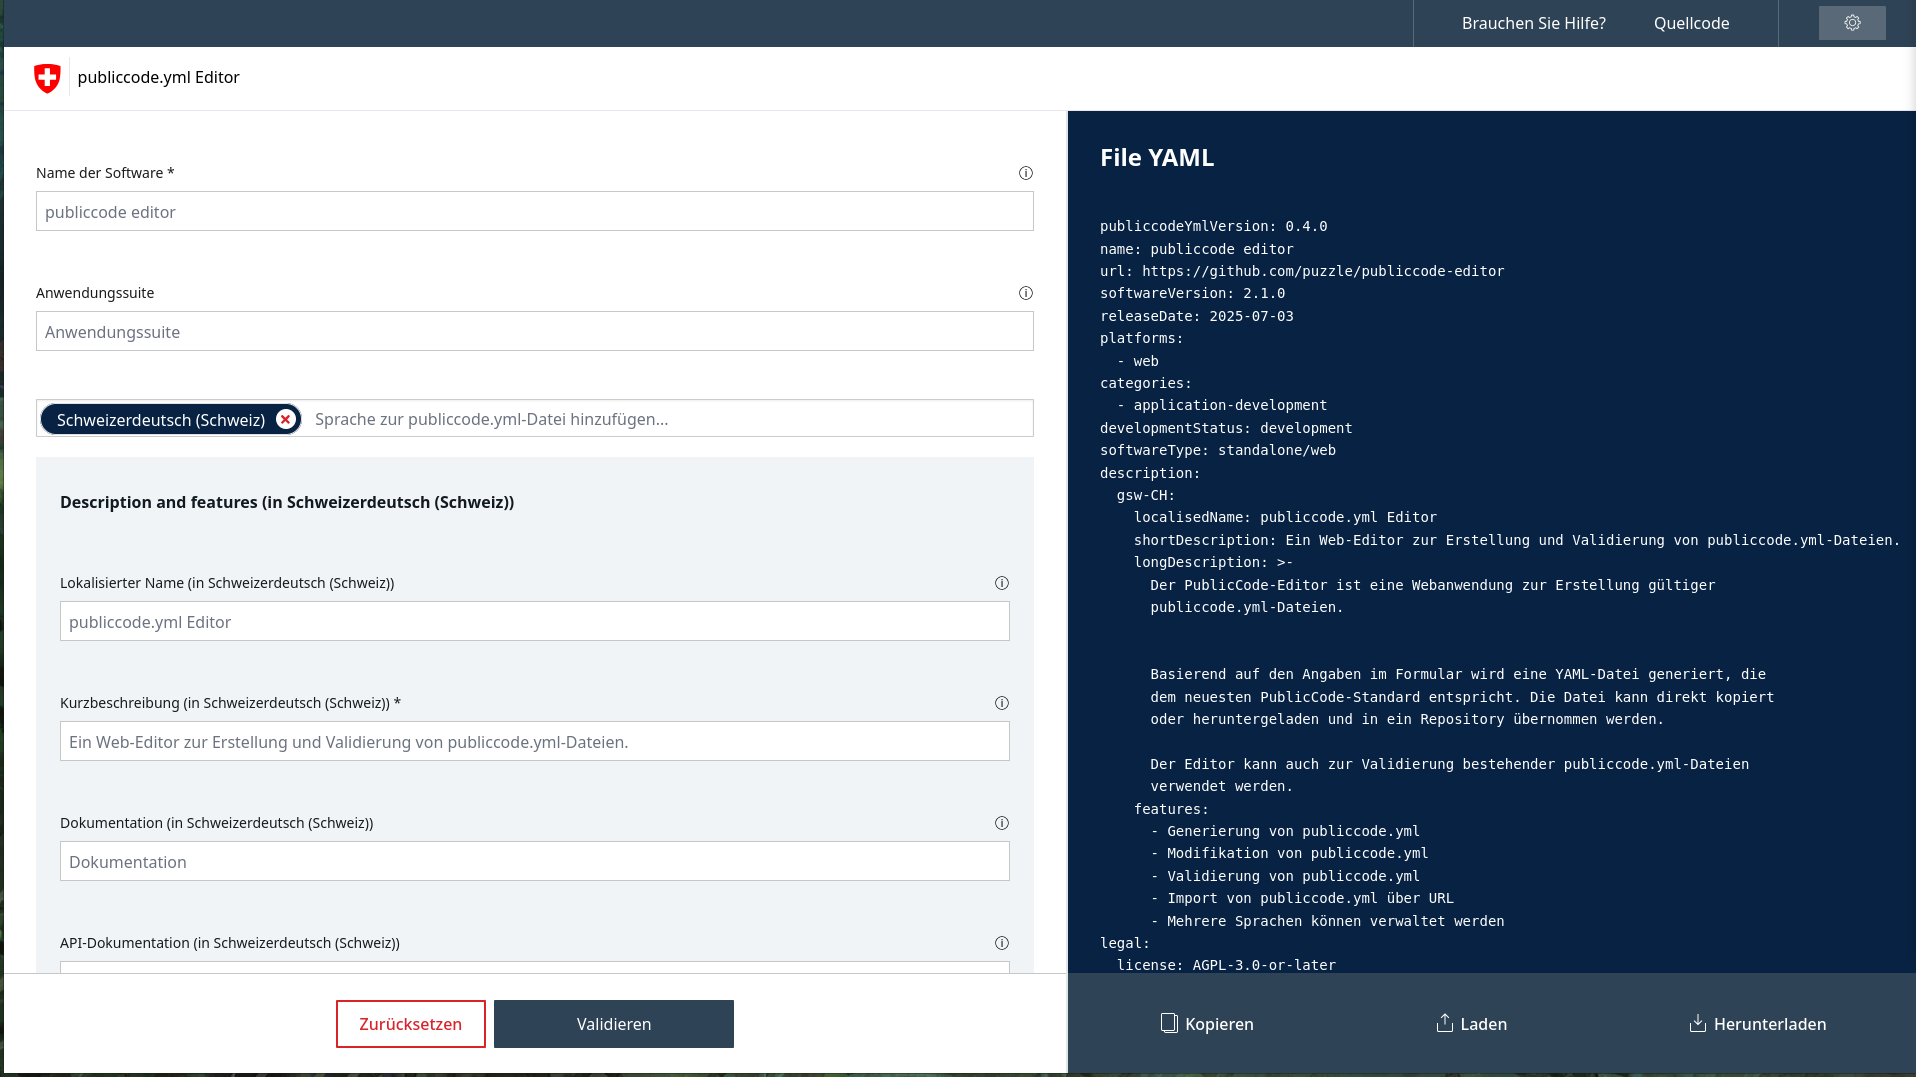 Brauchen Sie Hilfe? Quellcode
publiccode.yml Editor
Name der Software *
publiccode editor
Anwendungssuite
Anwendungssuite
Schweizerdeutsch (Schweiz) Sprache zur publiccode.yml-Datei hinzufügen...
Description and features (in Schweizerdeutsch (Schweiz))
Lokalisierter Name (in Schweizerdeutsch (Schweiz))
publiccode.yml Editor
Kurzbeschreibung (in Schweizerdeutsch (Schweiz)) *
Ein Web-Editor zur Erstellung und Validierung von publiccode.yml-Dateien.
Dokumentation (in Schweizerdeutsch (Schweiz))
Dokumentation
API-Dokumentation (in Schweizerdeutsch (Schweiz))
Zurücksetzen Validieren
File YAML
publiccodeYmlVersion: 0.4.0
name: publiccode editor
url: https://github.com/puzzle/publiccode-editor
softwareVersion: 2.1.0
releaseDate: 2025-07-03
platforms:
  - web
categories:
  - application-development
developmentStatus: development
softwareType: standalone/web
description:
  gsw-CH:
    localisedName: publiccode.yml Editor
    shortDescription: Ein Web-Editor zur Erstellung und Validierung von publiccode.yml-Dateien.
    longDescription: >-
      Der PublicCode-Editor ist eine Webanwendung zur Erstellung gültiger
      publiccode.yml-Dateien.
      Basierend auf den Angaben im Formular wird eine YAML-Datei generiert, die
      dem neuesten PublicCode-Standard entspricht. Die Datei kann direkt kopiert
      oder heruntergeladen und in ein Repository übernommen werden.
      Der Editor kann auch zur Validierung bestehender publiccode.yml-Dateien
      verwendet werden.
    features:
      - Generierung von publiccode.yml
      - Modifikation von publiccode.yml
      - Validierung von publiccode.yml
      - Import von publiccode.yml über URL
      - Mehrere Sprachen können verwaltet werden
legal:
  license: AGPL-3.0-or-later
Kopieren Laden Herunterladen